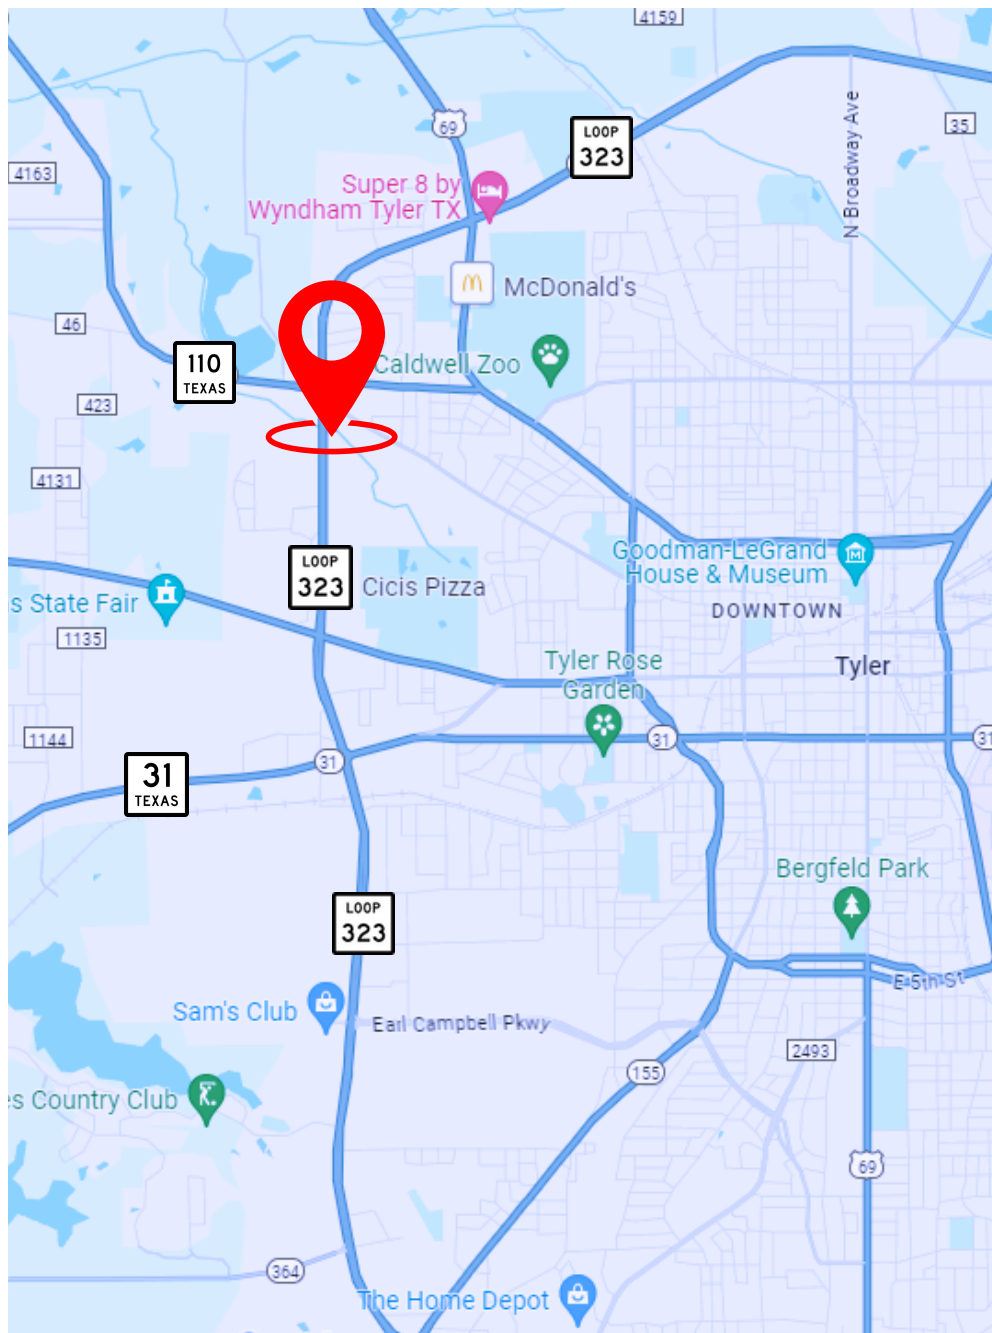 4159
69
LOOP
323
N Broadway Ave
35
4163
Super 8 by
Wyndham Tyler TX
McDonald's
46
110
TEXAS
Caldwell Zoo
423
4131
LOOP
323
Cicis Pizza
Goodman-LeGrand
House & Museum
DOWNTOWN
s State Fair
1135
Tyler Rose
Garden
Tyler
1144
31
31
31
31
TEXAS
Bergfeld Park
LOOP
323
E 5th St
Sam's Club
Earl Campbell Pkwy
2493
155
es Country Club
69
364
The Home Depot